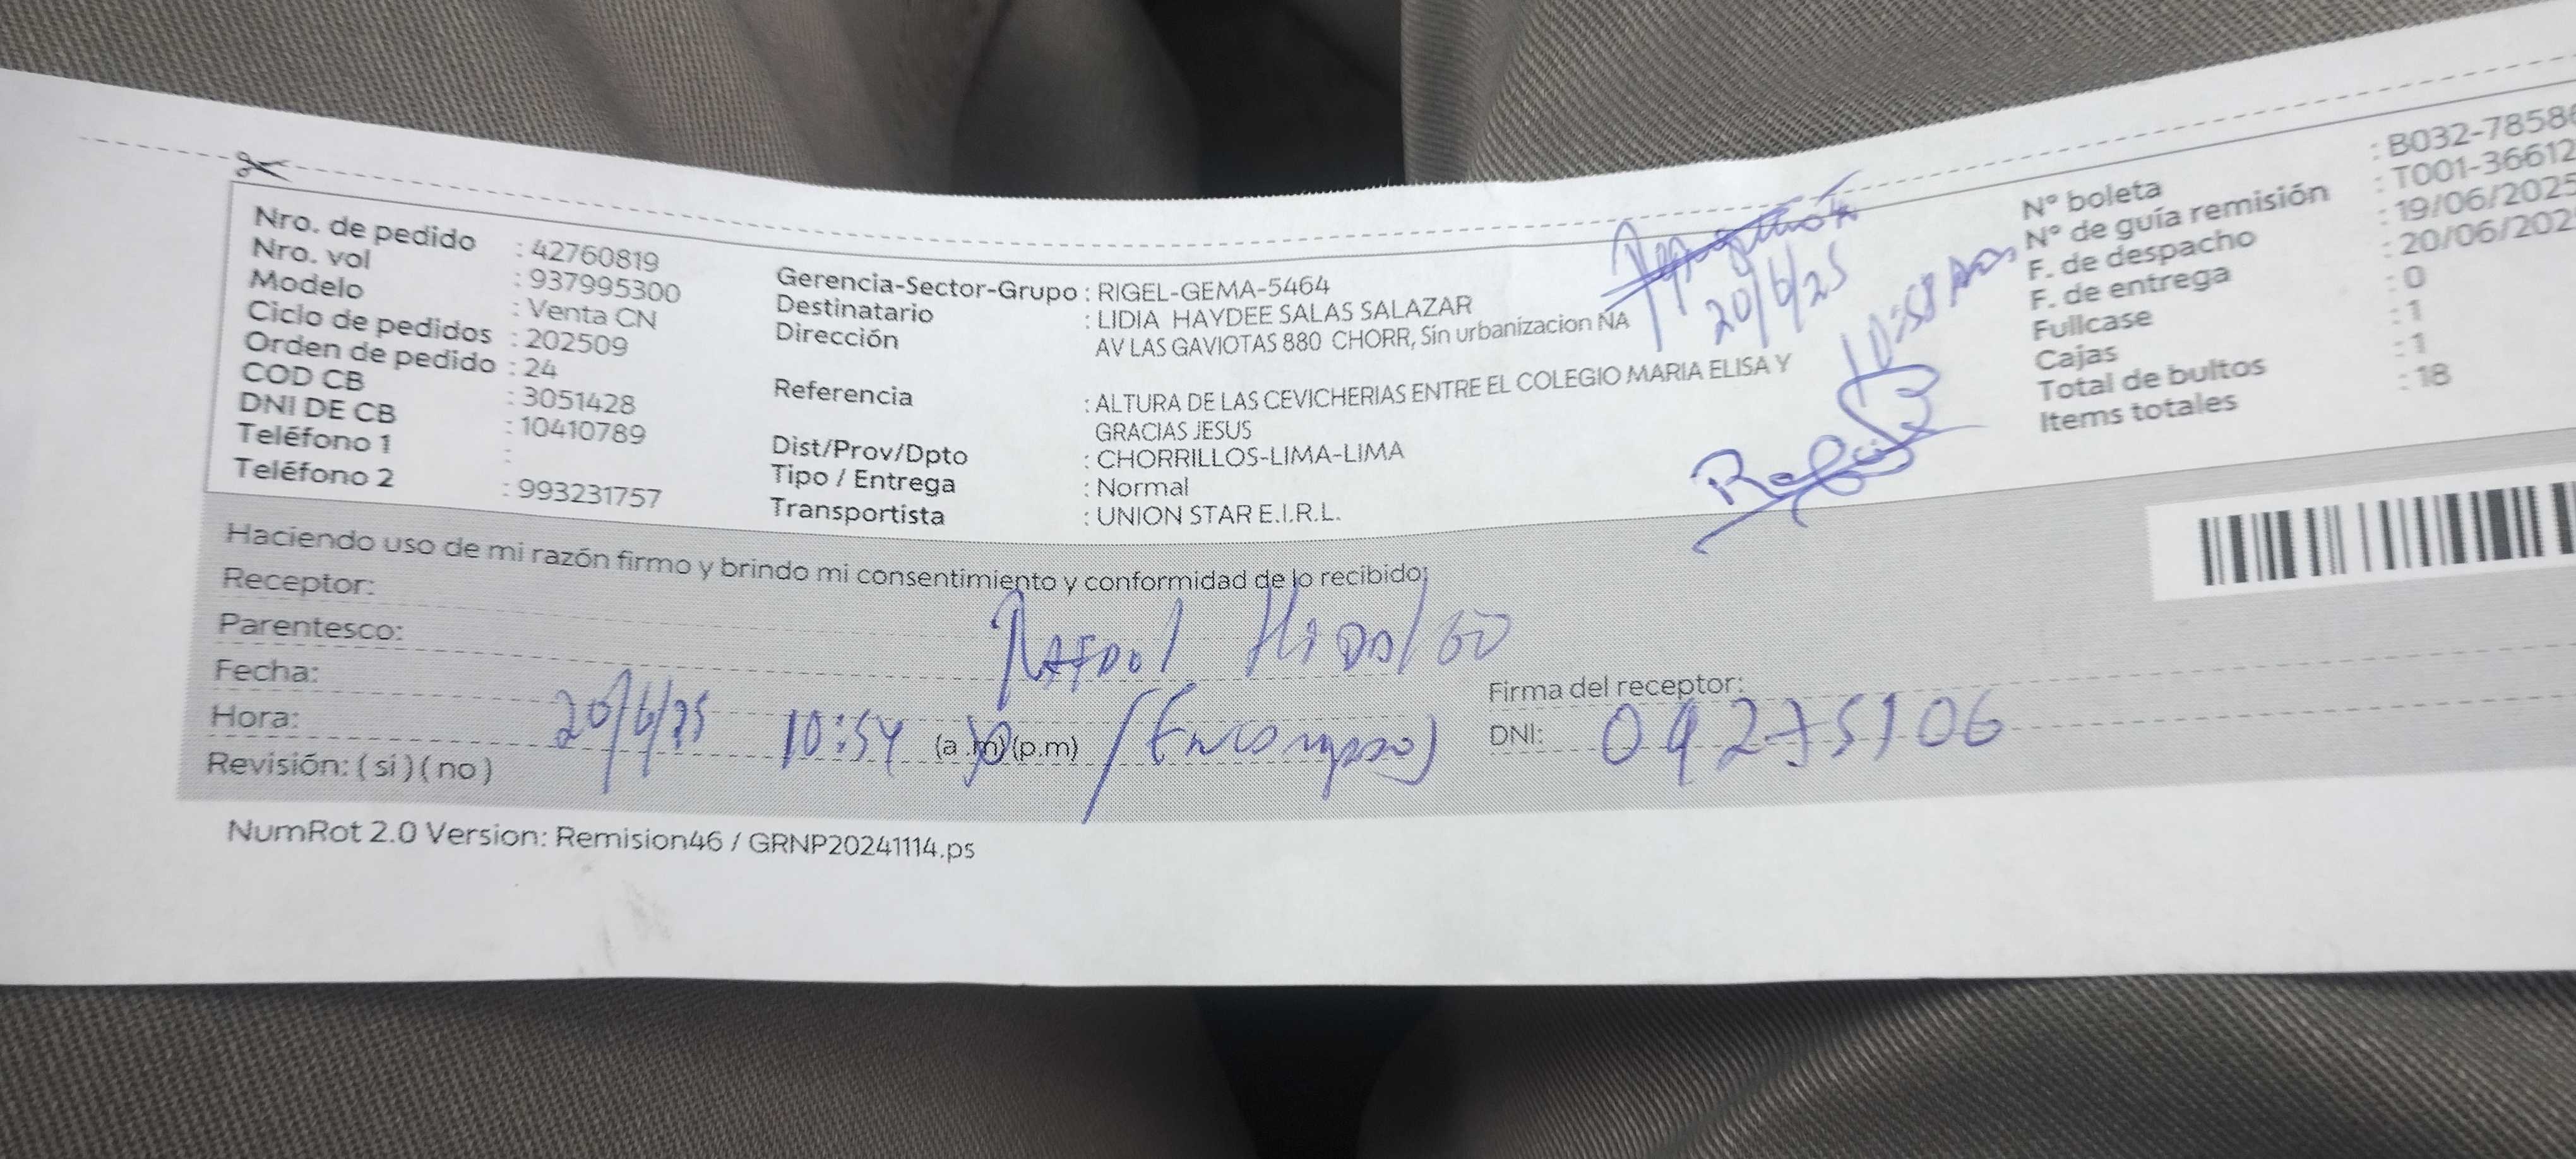 Nro. de pedido : 42760819
Nro. vol : 937995300
Modelo : Venta CN
Ciclo de pedidos : 202509
Orden de pedido : 24
COD CB : 3051428
DNI DE CB : 10410789
Teléfono 1 :
Teléfono 2 : 993231757
Gerencia-Sector-Grupo : RIGEL-GEMA-5464
Destinatario : LIDIA HAYDEE SALAS SALAZAR
Dirección AV LAS GAVIOTAS 880 CHORR, Sin urbanizacion ÑA
Referencia : ALTURA DE LAS CEVICHERIAS ENTRE EL COLEGIO MARIA ELISA Y
GRACIAS JESUS
Dist/Prov/Dpto : CHORRILLOS-LIMA-LIMA
Tipo / Entrega : Normal
Transportista : UNION STAR E.I.R.L.
20/6/25
10:58
N° boleta : B032-7858
N° de guía remisión : T001-36612
F. de despacho : 19/06/2025
F. de entrega : 20/06/202
Fullcase : 0
Cajas : 1
Total de bultos : 1
Items totales : 18
Haciendo uso de mi razón firmo y brindo mi consentimiento y conformidad de lo recibido:
Receptor: Rafael Hidalgo
Parentesco:
Fecha: 20/6/25
Hora: 10:54 (a.m)(p.m)
Revisión: (si)(no)
Firma del receptor:
DNI: 09275106
NumRot 2.0 Version: Remision46 / GRNP20241114.ps